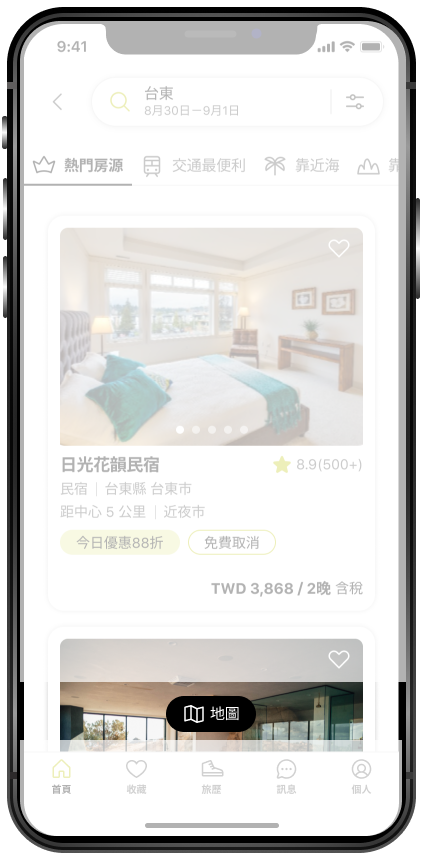 9:41
台東
8月30日－9月1日
熱門房源 交通最便利 靠近海 靠
日光花韻民宿 8.9(500+)
民宿｜台東縣 台東市
距中心 5 公里｜近夜市
今日優惠88折 免費取消
TWD 3,868 / 2晚 含稅
地圖
首頁 收藏 旅歷 訊息 個人